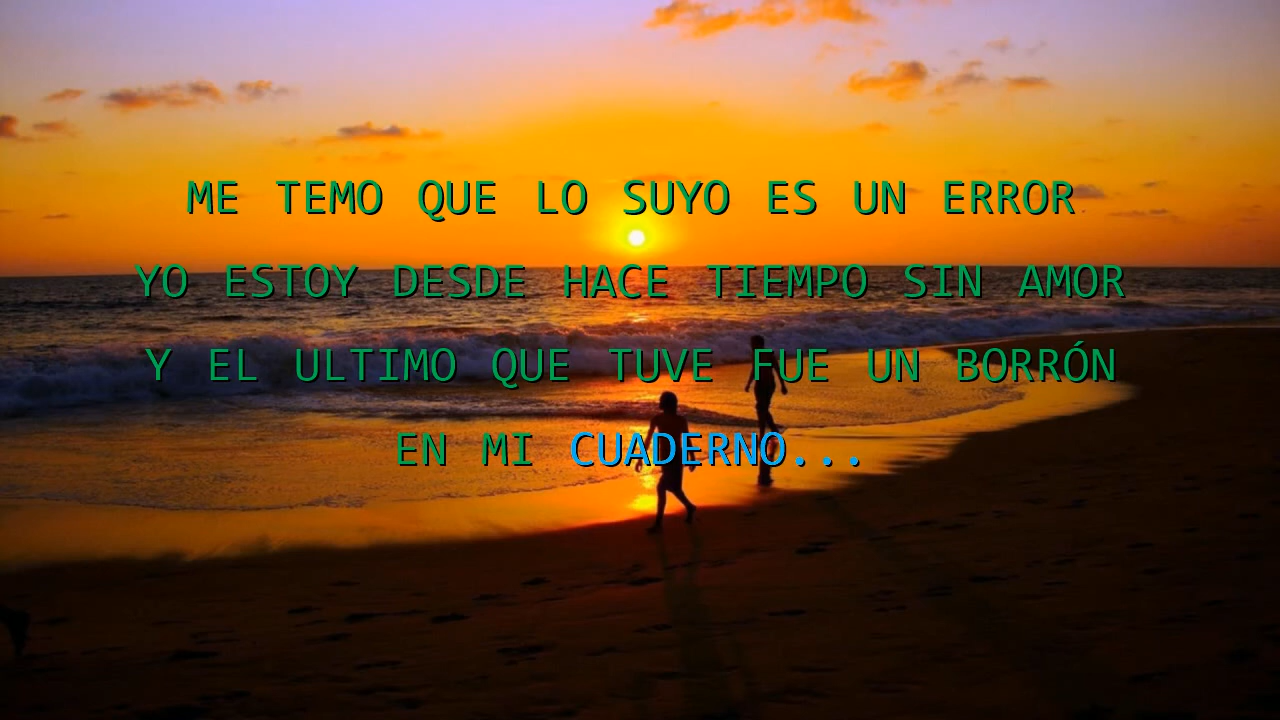 ME TEMO QUE LO SUYO ES UN ERROR
YO ESTOY DESDE HACE TIEMPO SIN AMOR
Y EL ULTIMO QUE TUVE FUE UN BORRÓN
EN MI CUADERNO...